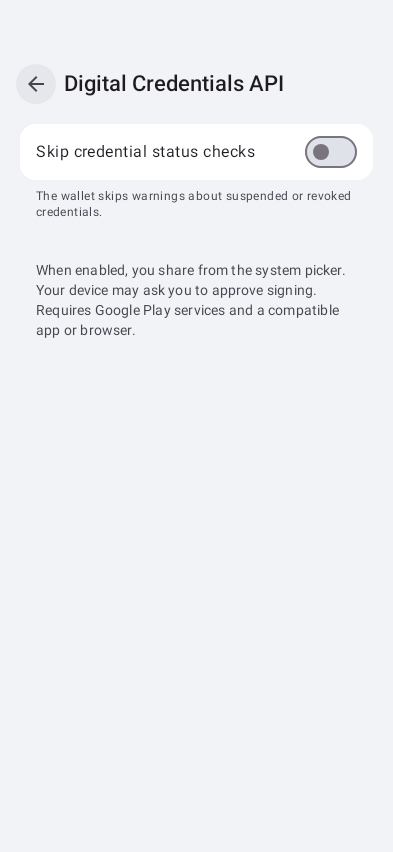 Digital Credentials API
Skip credential status checks
The wallet skips warnings about suspended or revoked
credentials.
When enabled, you share from the system picker.
Your device may ask you to approve signing.
Requires Google Play services and a compatible
app or browser.